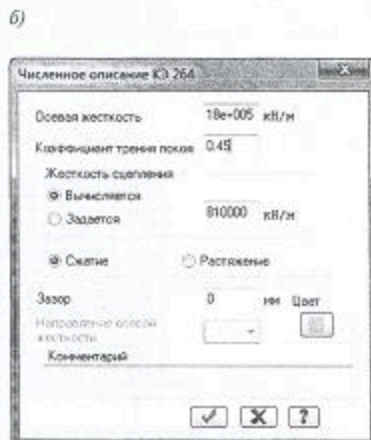 б)
Численное описание КЭ 264
Осевая жесткость 18e+005 кН/м
Коэффициент трения покоя 0.45
Жесткость сцепления
Вычисляется
Задается 810000 кН/м
Сжатие Растяжение
Зазор 0 мм Цвет
Направление осевой
жесткости
Комментарий
?